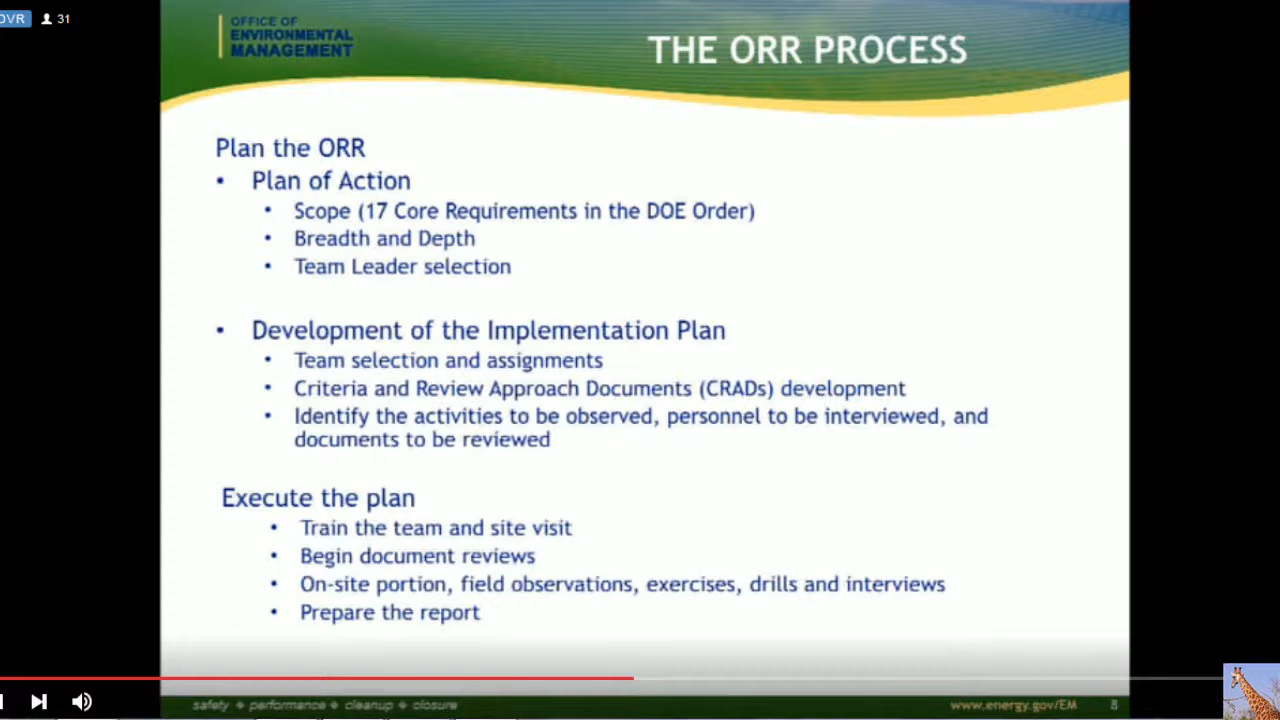 DVR 31
OFFICE OF
ENVIRONMENTAL
MANAGEMENT
THE ORR PROCESS
Plan the ORR
• Plan of Action
• Scope (17 Core Requirements in the DOE Order)
• Breadth and Depth
• Team Leader selection
• Development of the Implementation Plan
• Team selection and assignments
• Criteria and Review Approach Documents (CRADs) development
• Identify the activities to be observed, personnel to be interviewed, and
documents to be reviewed
Execute the plan
• Train the team and site visit
• Begin document reviews
• On-site portion, field observations, exercises, drills and interviews
• Prepare the report
safety ❖ performance ❖ cleanup ❖ closure
www.energy.gov/EM 8